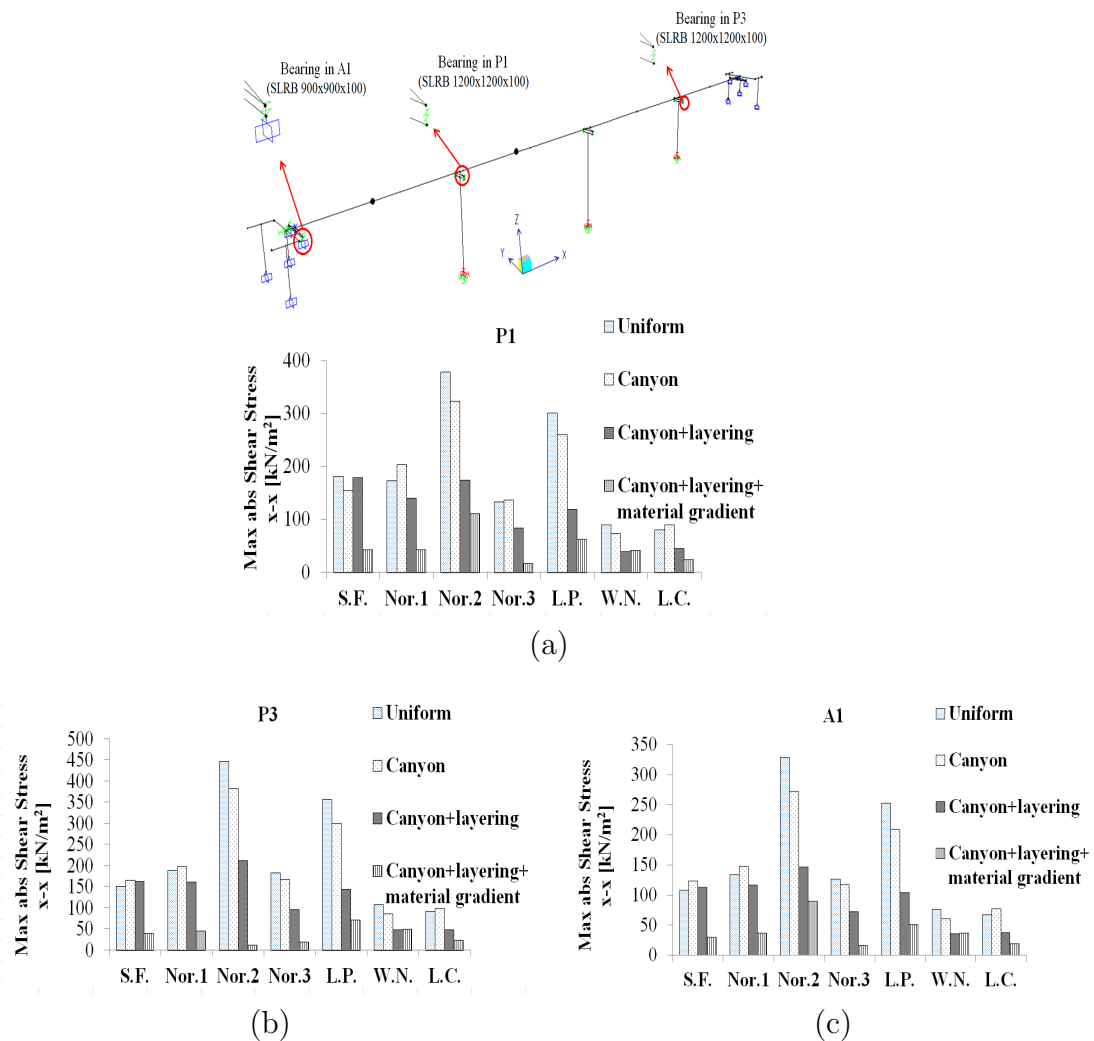 Bearing in P3
(SLRB 1200x1200x100)
Bearing in P1
(SLRB 1200x1200x100)
Bearing in A1
(SLRB 900x900x100)
Z
Y
X
P1
Max abs Shear Stress
x-x [kN/m²]
400
300
200
100
0
S.F. Nor.1 Nor.2 Nor.3 L.P. W.N. L.C.
Uniform
Canyon
Canyon+layering
Canyon+layering+
material gradient
(a)
P3
Max abs Shear Stress
x-x [kN/m²]
500
450
400
350
300
250
200
150
100
50
0
S.F. Nor.1 Nor.2 Nor.3 L.P. W.N. L.C.
Uniform
Canyon
Canyon+layering
Canyon+layering+
material gradient
(b)
A1
Max abs Shear Stress
x-x [kN/m²]
350
300
250
200
150
100
50
0
S.F. Nor.1 Nor.2 Nor.3 L.P. W.N. L.C.
Uniform
Canyon
Canyon+layering
Canyon+layering+
material gradient
(c)